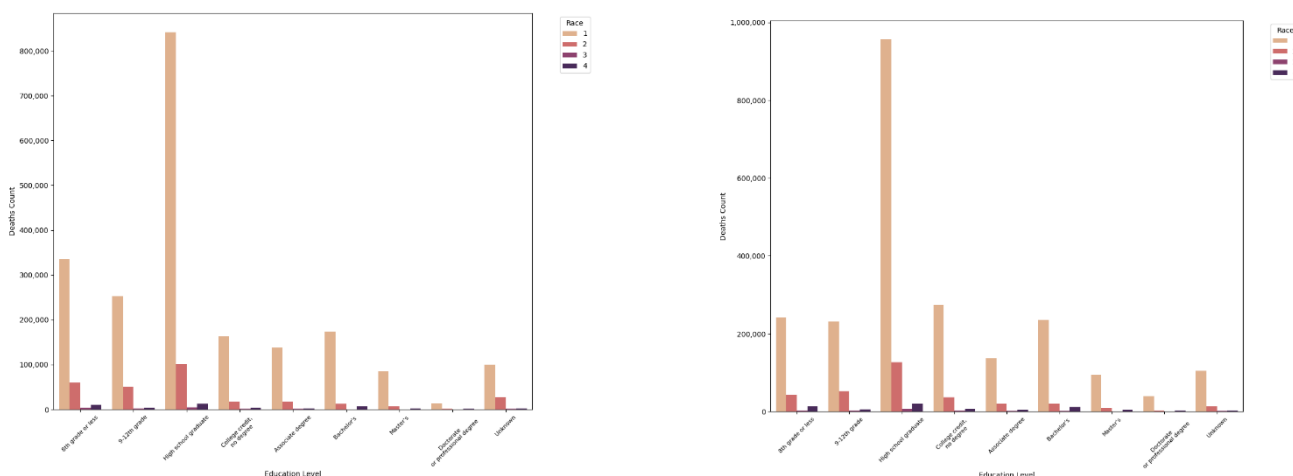 Race
1
2
3
4
800,000
700,000
600,000
500,000
400,000
300,000
200,000
100,000
0
Deaths Count
8th grade or less
9-12th grade
High school graduate
College credit,
no degree
Associate degree
Bachelor's
Master's
Doctorate
or professional degree
Unknown
Education Level
Race
1,000,000
800,000
600,000
400,000
200,000
0
Deaths Count
8th grade or less
9-12th grade
High school graduate
College credit,
no degree
Associate degree
Bachelor's
Master's
Doctorate
or professional degree
Unknown
Education Level